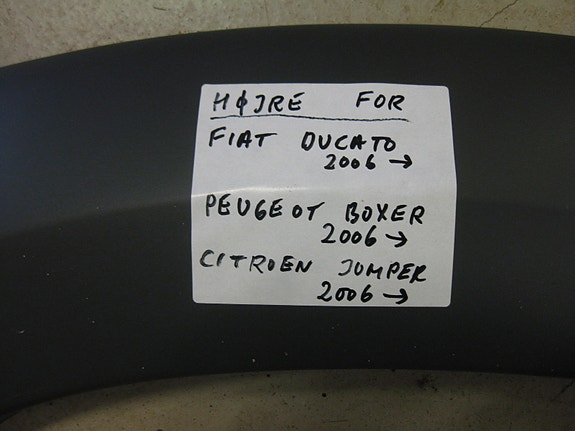 HØJRE FOR
FIAT DUCATO
2006 →
PEUGEOT BOXER
2006 →
CITROEN JUMPER
2006 →